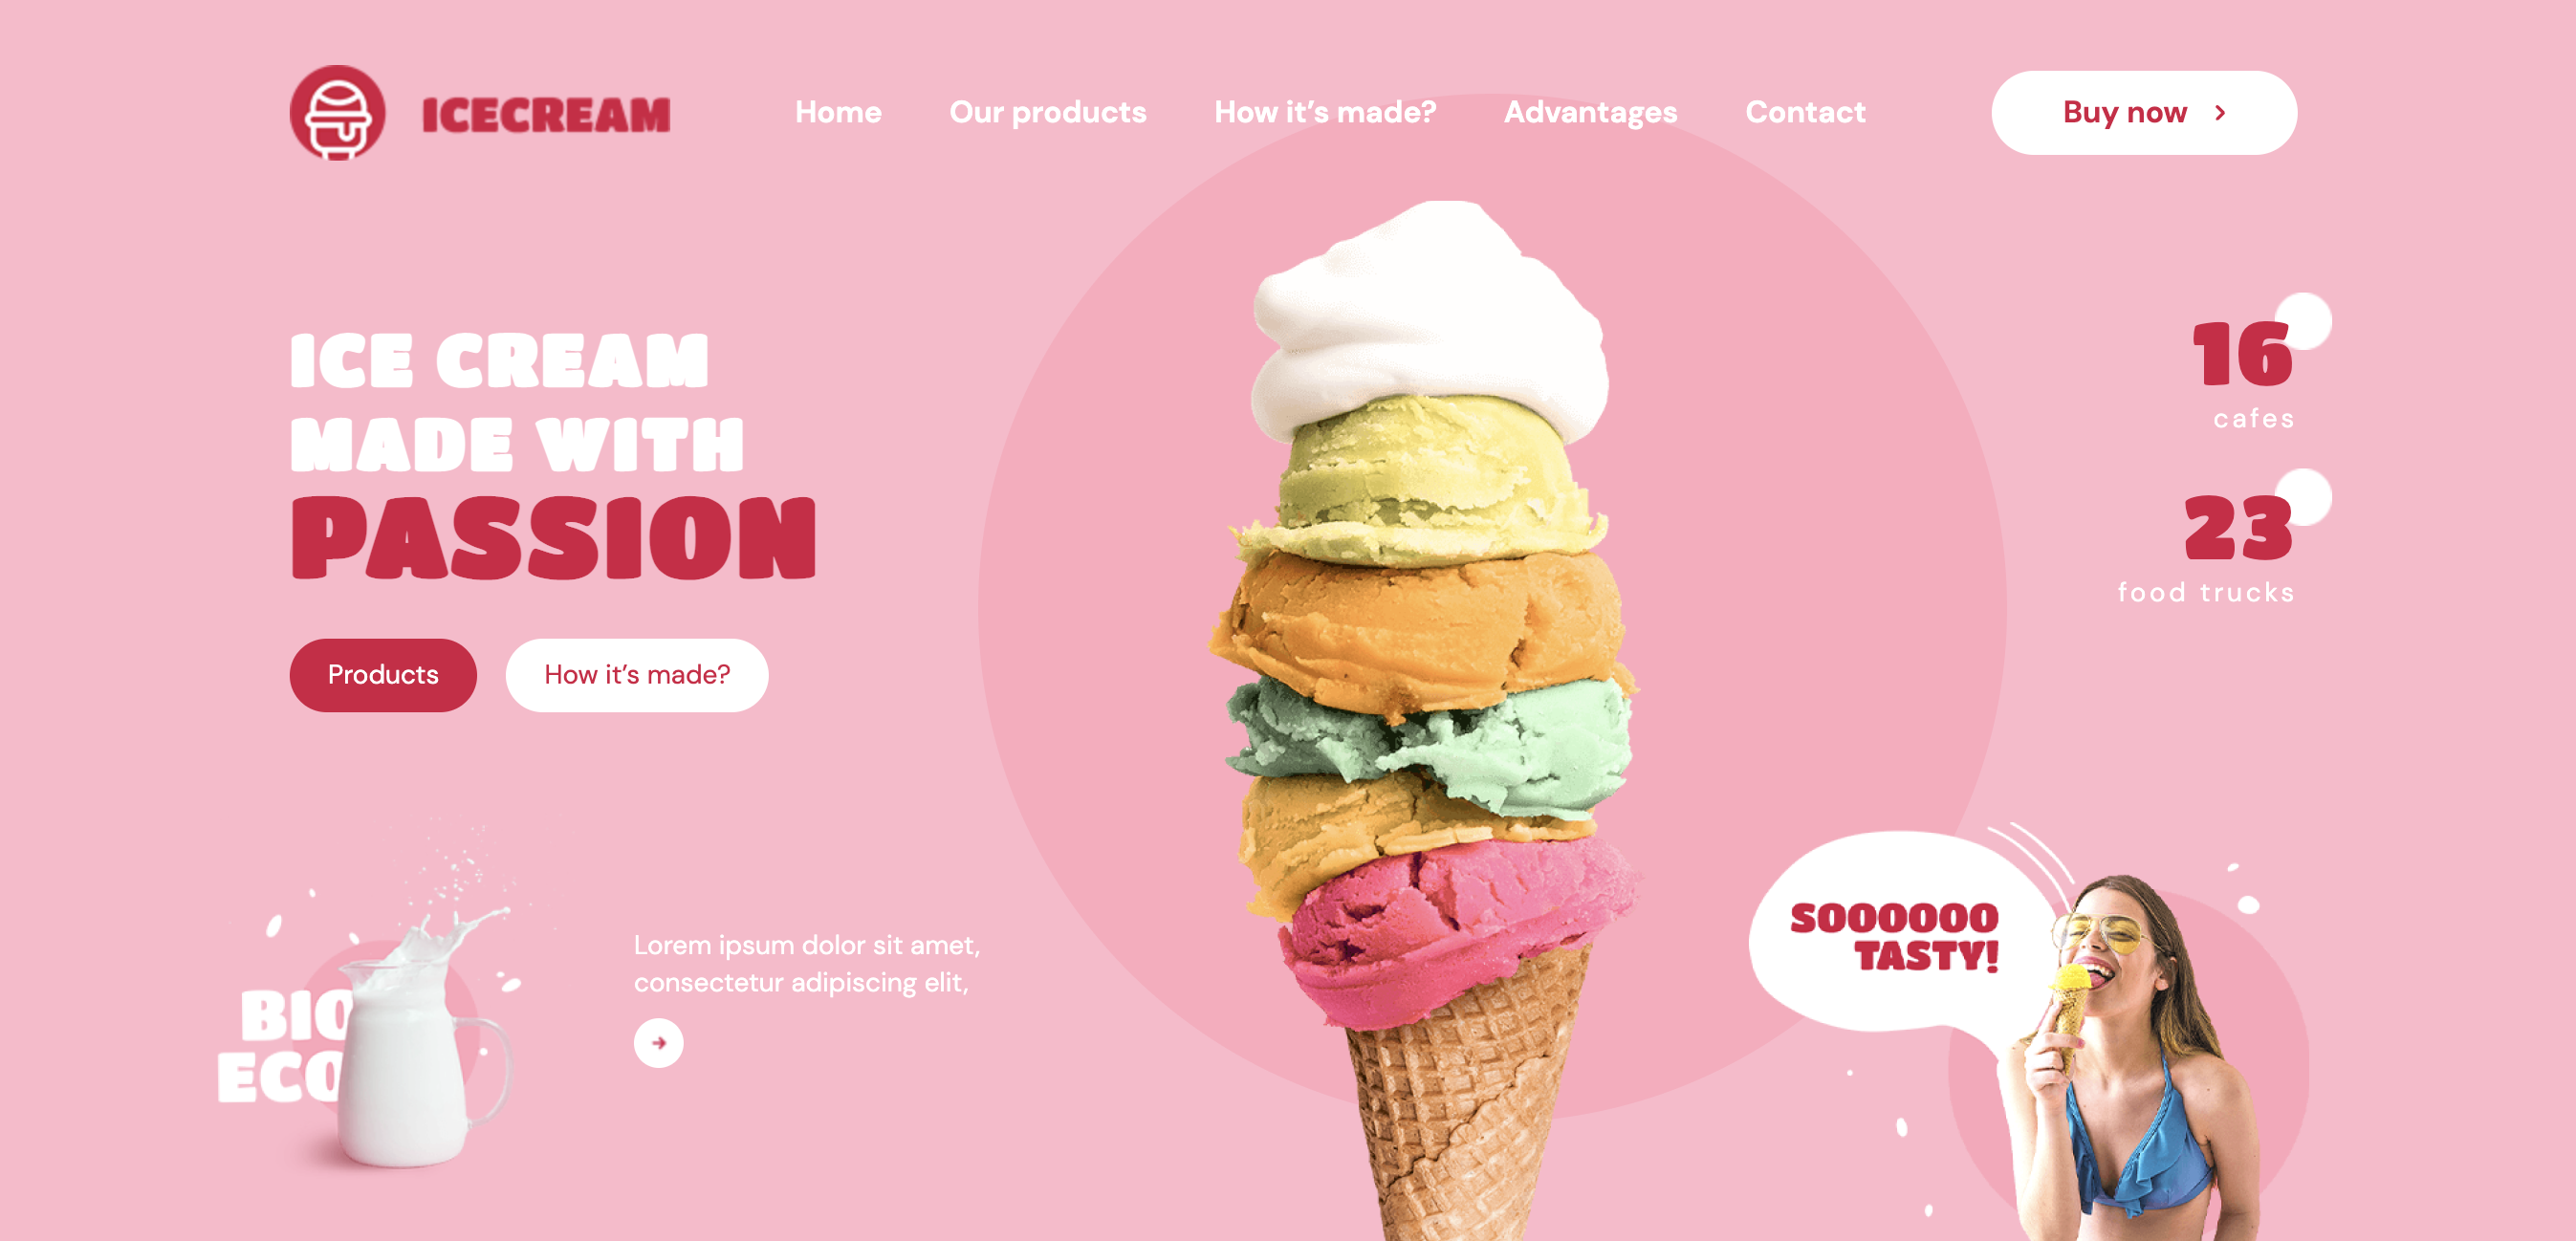 ICECREAM
Home
Our products
How it's made?
Advantages
Contact
Buy now
ICE CREAM
MADE WITH
PASSION
Products
How it's made?
16
cafes
23
food trucks
BIO
ECO
Lorem ipsum dolor sit amet,
consectetur adipiscing elit,
SOOOOOO
TASTY!